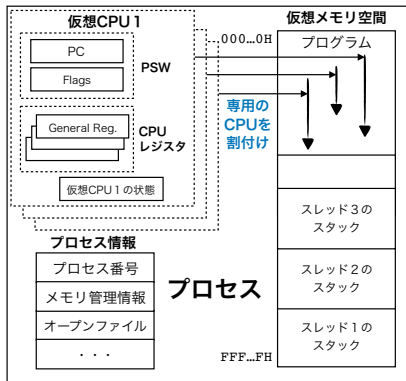 仮想CPU１
PC
Flags
PSW
General Reg.
CPU
レジスタ
仮想CPU１の状態
プロセス情報
プロセス番号
メモリ管理情報
オープンファイル
・・・
プロセス
専用の
CPUを
割付け
仮想メモリ空間
000…0H
プログラム
スレッド３の
スタック
スレッド２の
スタック
スレッド１の
スタック
FFF…FH